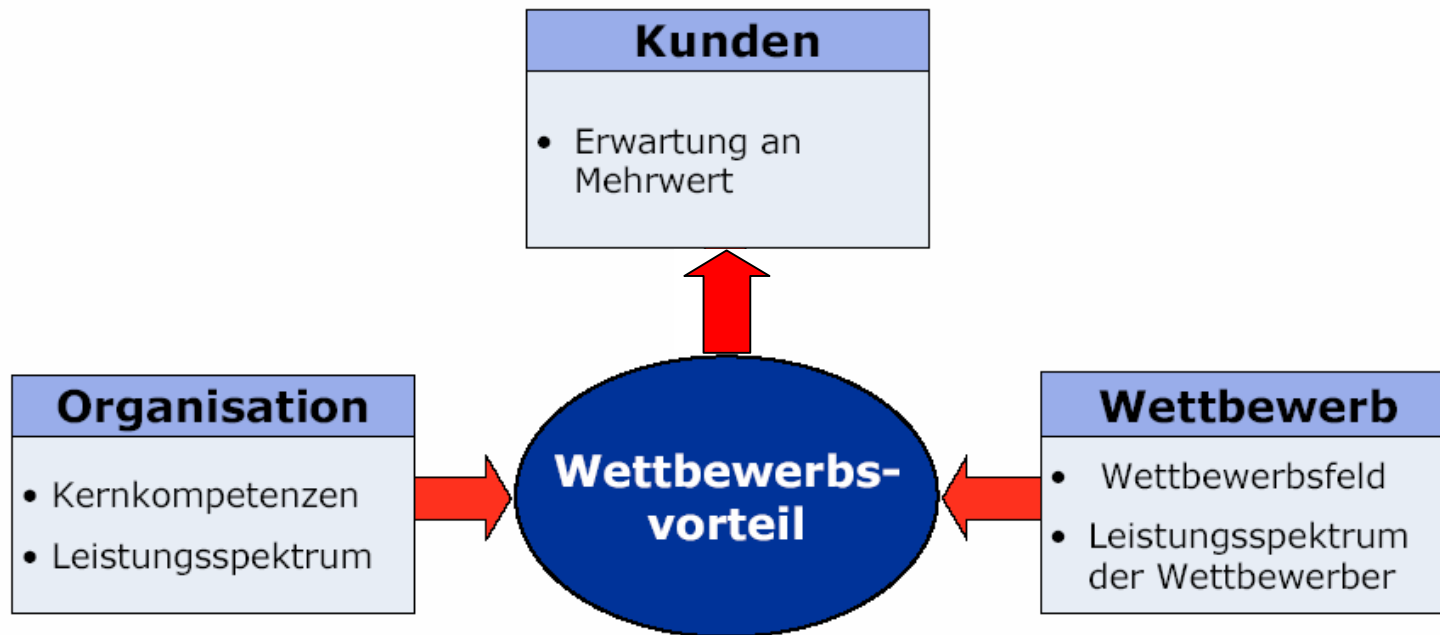 Kunden
• Erwartung an
Mehrwert
Organisation
• Kernkompetenzen
• Leistungsspektrum
Wettbewerbs-
vorteil
Wettbewerb
• Wettbewerbsfeld
• Leistungsspektrum
der Wettbewerber